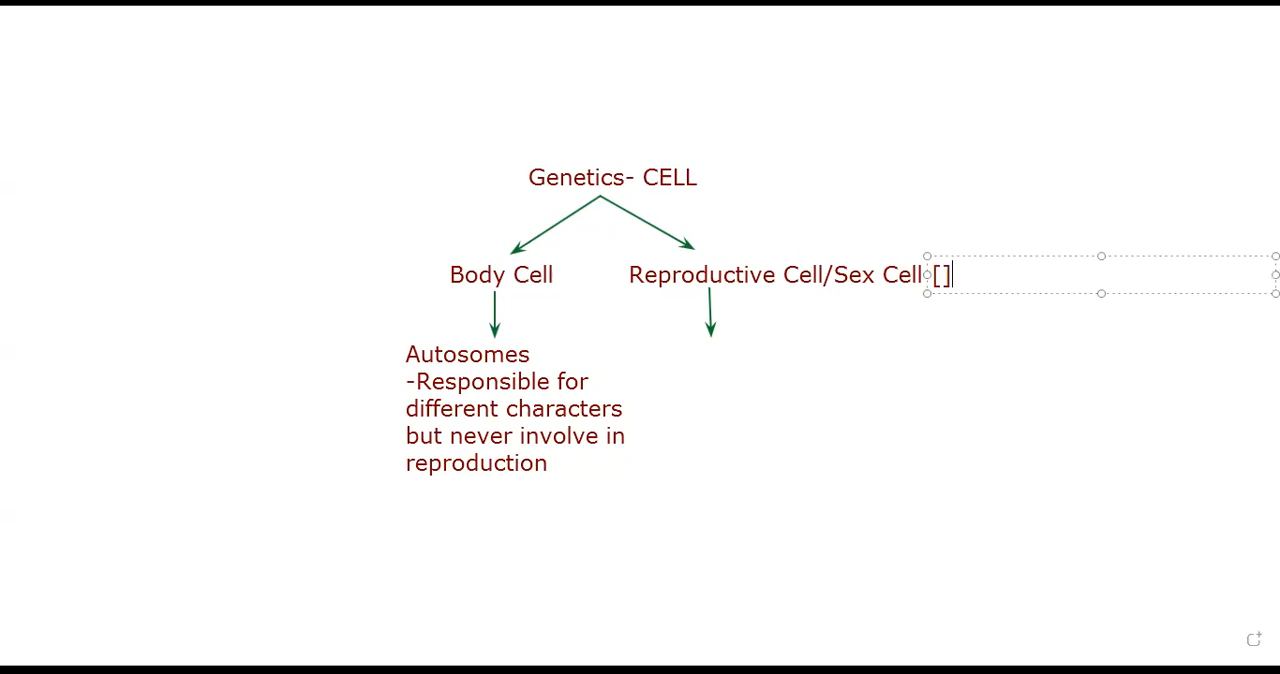 Genetics- CELL
Body Cell
Reproductive Cell/Sex Cell []
Autosomes
-Responsible for
different characters
but never involve in
reproduction